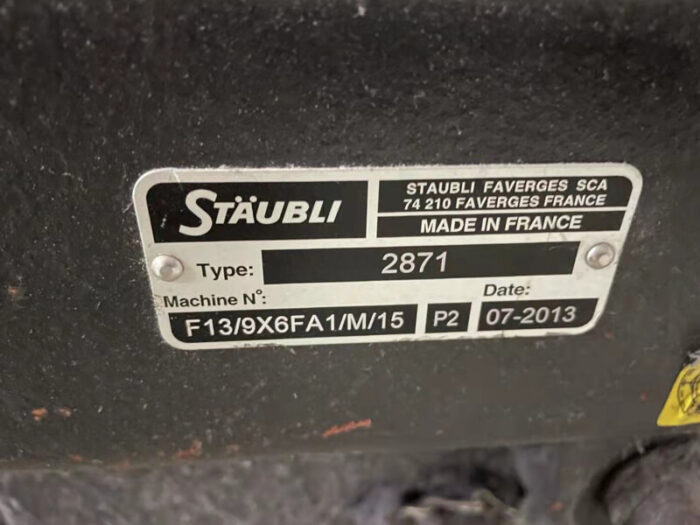 STÄUBLI
STAUBLI FAVERGES SCA
74 210 FAVERGES FRANCE
MADE IN FRANCE
Type: 2871
Machine N°:
Date:
F13/9X6FA1/M/15 P2 07-2013